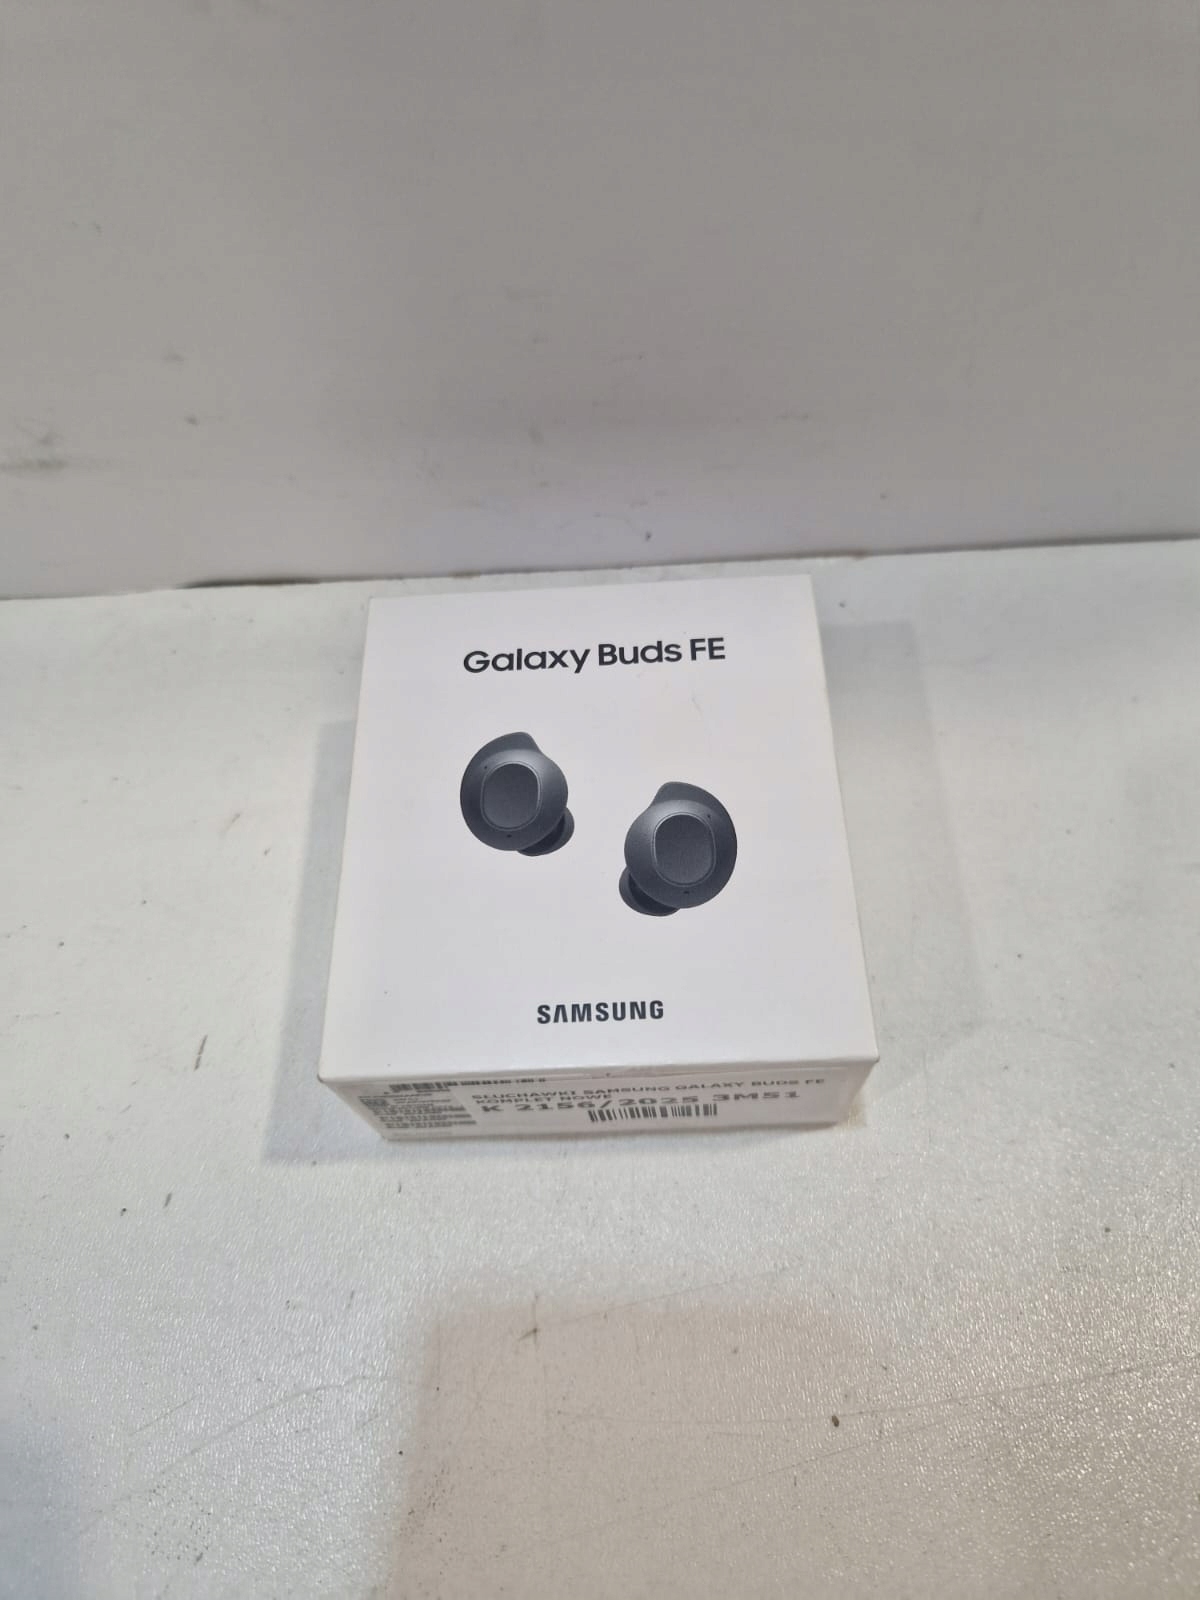 Galaxy Buds FE
SAMSUNG
SŁUCHAWKI SAMSUNG GALAXY BUDS FE
KOMPLET NOWE
K 2156/2025 3M51